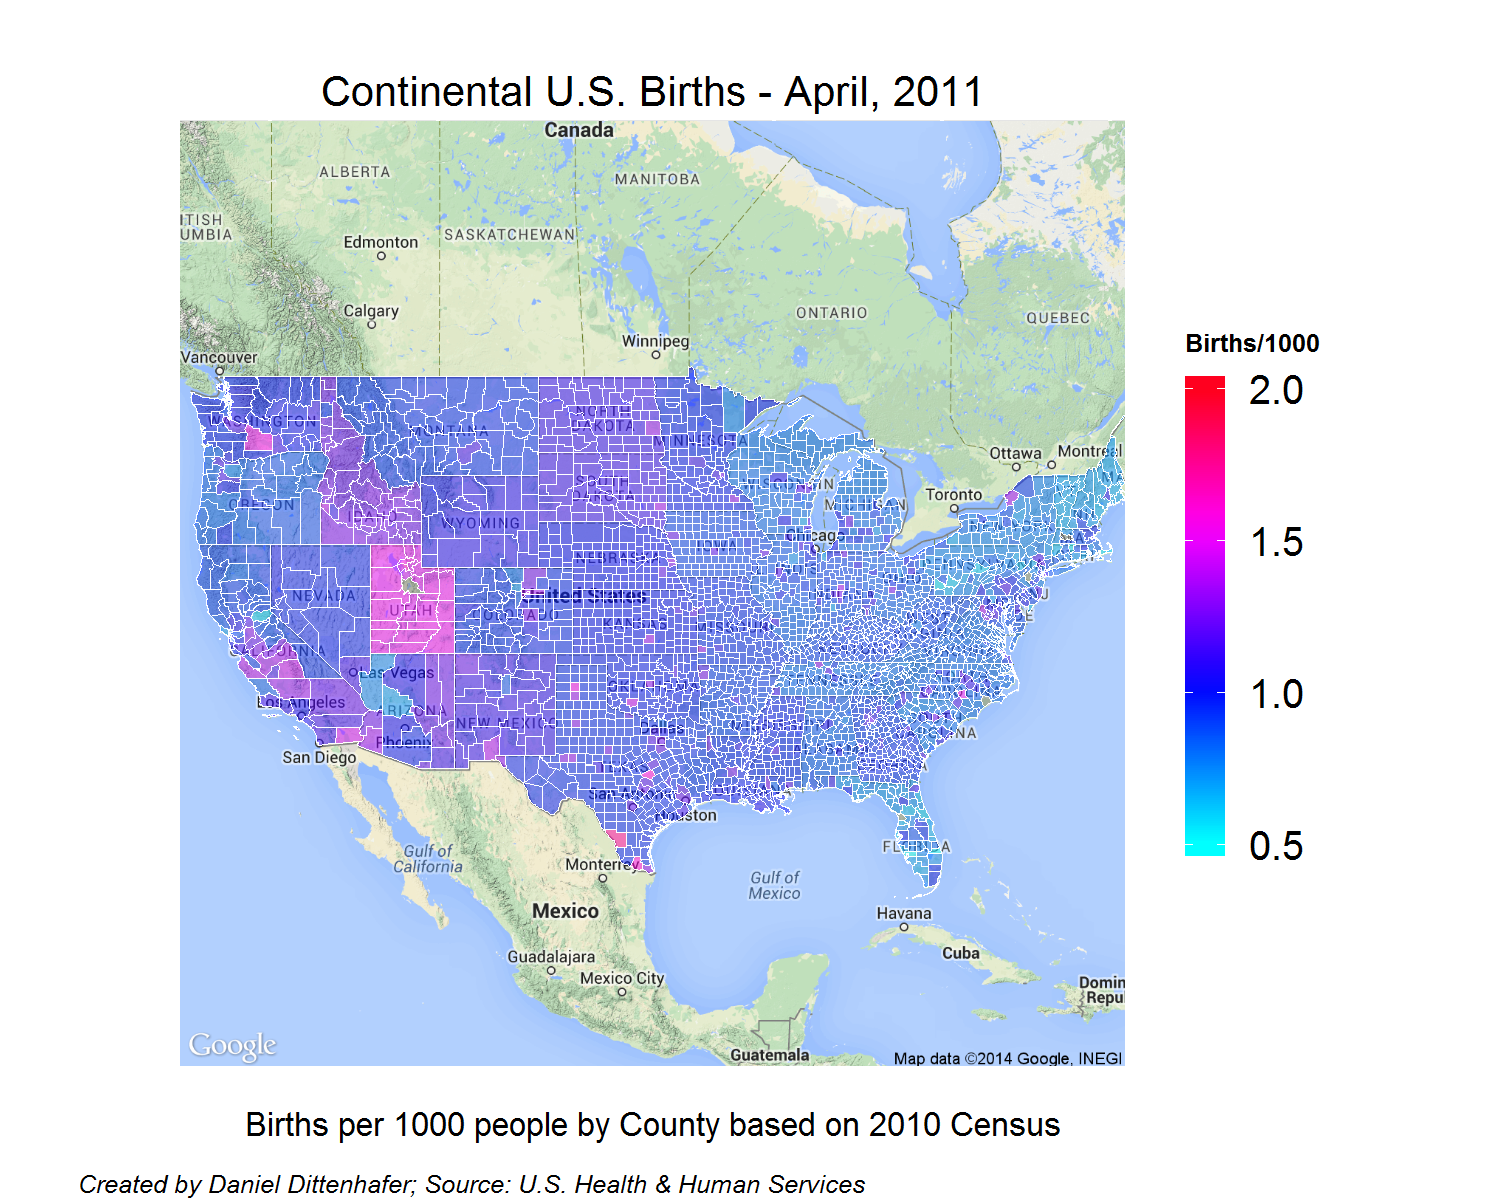 Continental U.S. Births - April, 2011
Canada
ALBERTA
MANITOBA
ITISH
UMBIA
SASKATCHEWAN
Edmonton
Calgary
ONTARIO
QUEBEC
Winnipeg
Vancouver
Births/1000
2.0
1.5
1.0
0.5
WASHINGTON
MONTANA
NORTH
DAKOTA
MINNESOTA
Ottawa
Montreal
Toronto
OREGON
IDAHO
SOUTH
DAKOTA
WISCONSIN
MICHIGAN
WYOMING
Chicago
IOWA
NEBRASKA
NEVADA
UTAH
United States
COLORADO
KANSAS
MISSOURI
CALIFORNIA
Las Vegas
Los Angeles
ARIZONA
Phoenix
NEW MEXICO
OKLAHOMA
Dallas
San Diego
TEXAS
San Antonio
Houston
FLORIDA
Gulf of
California
Monterrey
Gulf of
Mexico
Mexico
Havana
Cuba
Guadalajara
Mexico City
Domin
Repu
Google
Guatemala
Map data ©2014 Google, INEGI
Births per 1000 people by County based on 2010 Census
Created by Daniel Dittenhafer; Source: U.S. Health & Human Services